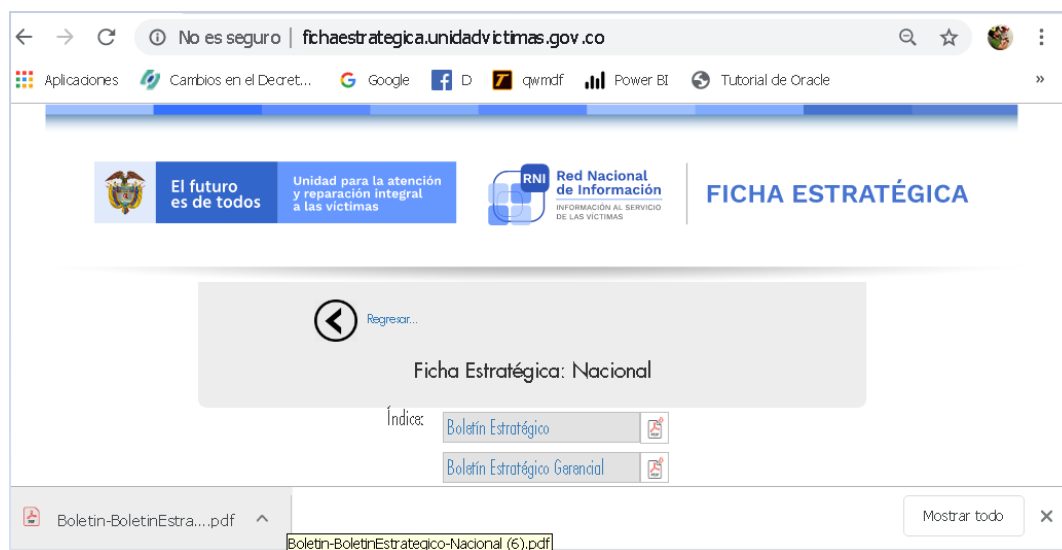 No es seguro | fichaestrategica.unidadvictimas.gov.co
Aplicaciones Cambios en el Decret... Google D qwmdf Power BI Tutorial de Oracle »
El futuro
es de todos
Unidad para la atención
y reparación integral
a las víctimas
RNI
Red Nacional
de Información
INFORMACIÓN AL SERVICIO
DE LAS VÍCTIMAS
FICHA ESTRATÉGICA
Regresar...
Ficha Estratégica: Nacional
Índice:
Boletín Estratégico
Boletín Estratégico Gerencial
Boletin-BoletinEstra....pdf
Mostrar todo
Boletin-BoletinEstrategico-Nacional (6).pdf